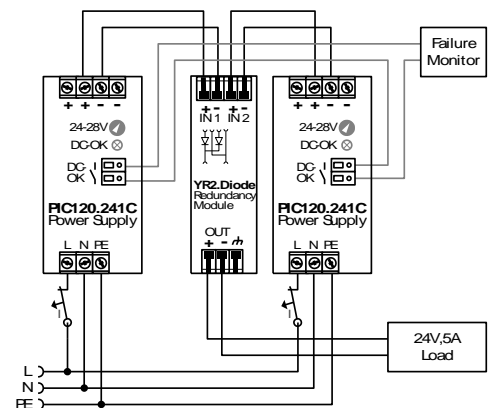 Failure
Monitor
+ + - -
+ - + -
IN 1 IN 2
+ + - -
24-28V
DC-OK
DC-
OK
PIC120.241C
Power Supply
L N PE
YR2.Diode
Redundancy
Module
OUT
+ -
24-28V
DC-OK
DC-
OK
PIC120.241C
Power Supply
L N PE
I
I
24V,5A
Load
L
N
PE